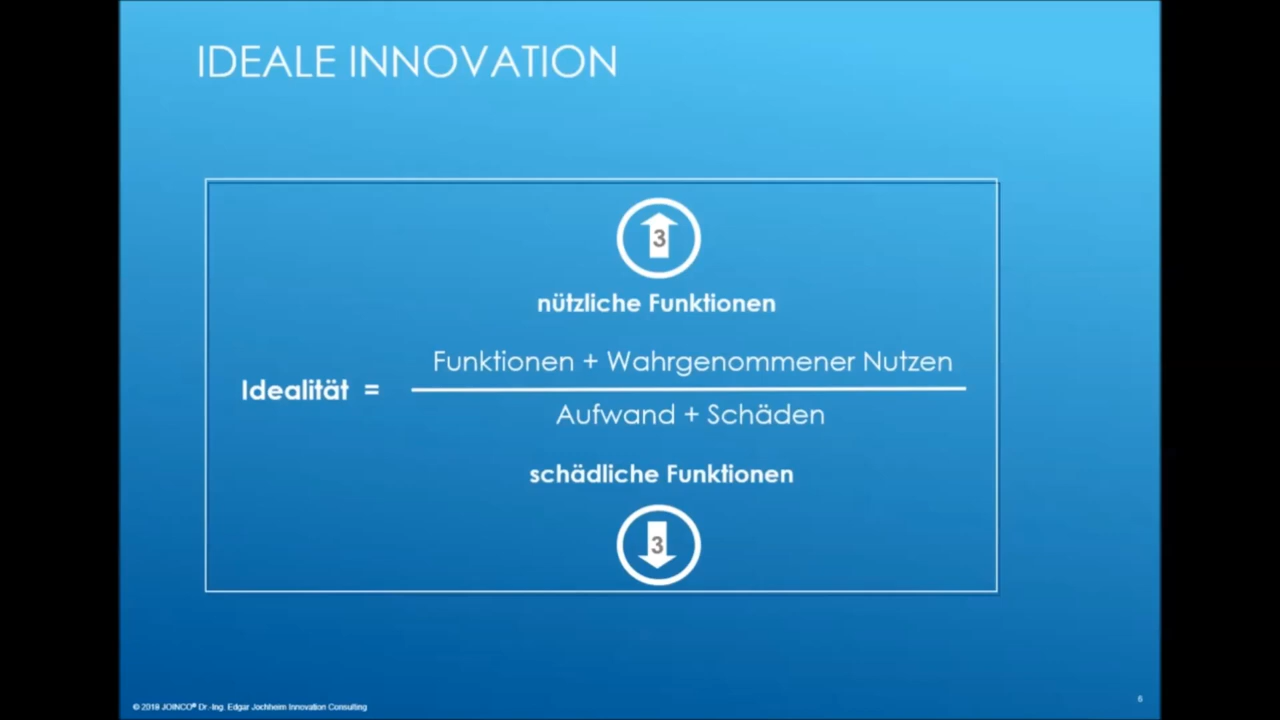 IDEALE INNOVATION
3
nützliche Funktionen
Funktionen + Wahrgenommener Nutzen
Idealität =
Aufwand + Schäden
schädliche Funktionen
3
© 2018 JOINCO® Dr.-Ing. Edgar Jochheim Innovation Consulting
6